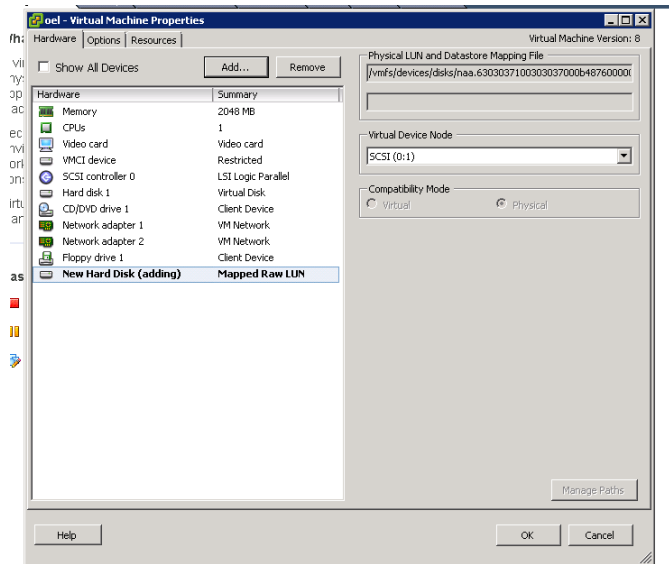 oel - Virtual Machine Properties
Hardware Options Resources Virtual Machine Version: 8
Show All Devices Add... Remove
Hardware Summary
Memory 2048 MB
CPUs 1
Video card Video card
VMCI device Restricted
SCSI controller 0 LSI Logic Parallel
Hard disk 1 Virtual Disk
CD/DVD drive 1 Client Device
Network adapter 1 VM Network
Network adapter 2 VM Network
Floppy drive 1 Client Device
New Hard Disk (adding) Mapped Raw LUN
Physical LUN and Datastore Mapping File
/vmfs/devices/disks/naa.6303037100303037000b487600000
Virtual Device Node
SCSI (0:1)
Compatibility Mode
Virtual Physical
Manage Paths
Help OK Cancel